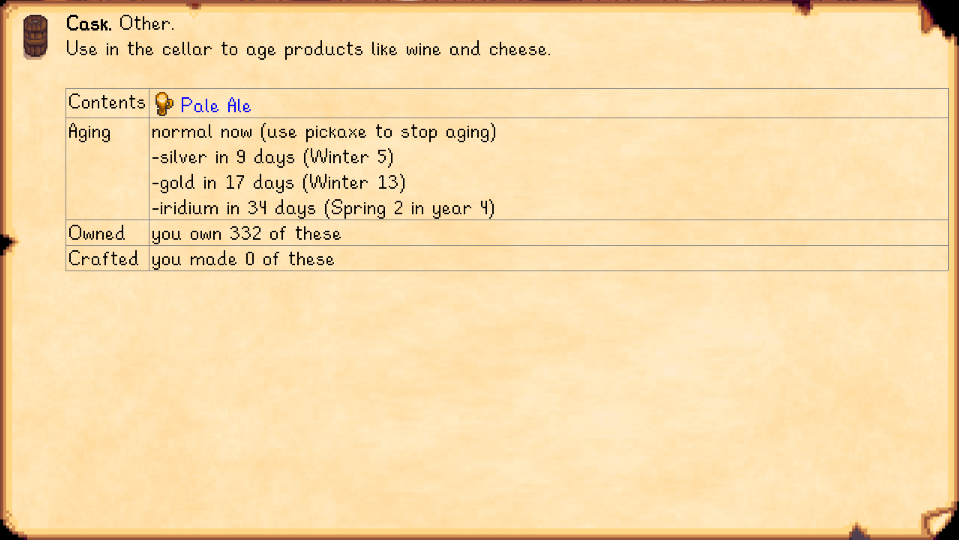 Cask. Other.
Use in the cellar to age products like wine and cheese.
Contents Pale Ale
Aging normal now (use pickaxe to stop aging)
-silver in 9 days (Winter 5)
-gold in 17 days (Winter 13)
-iridium in 34 days (Spring 2 in year 4)
Owned you own 332 of these
Crafted you made 0 of these